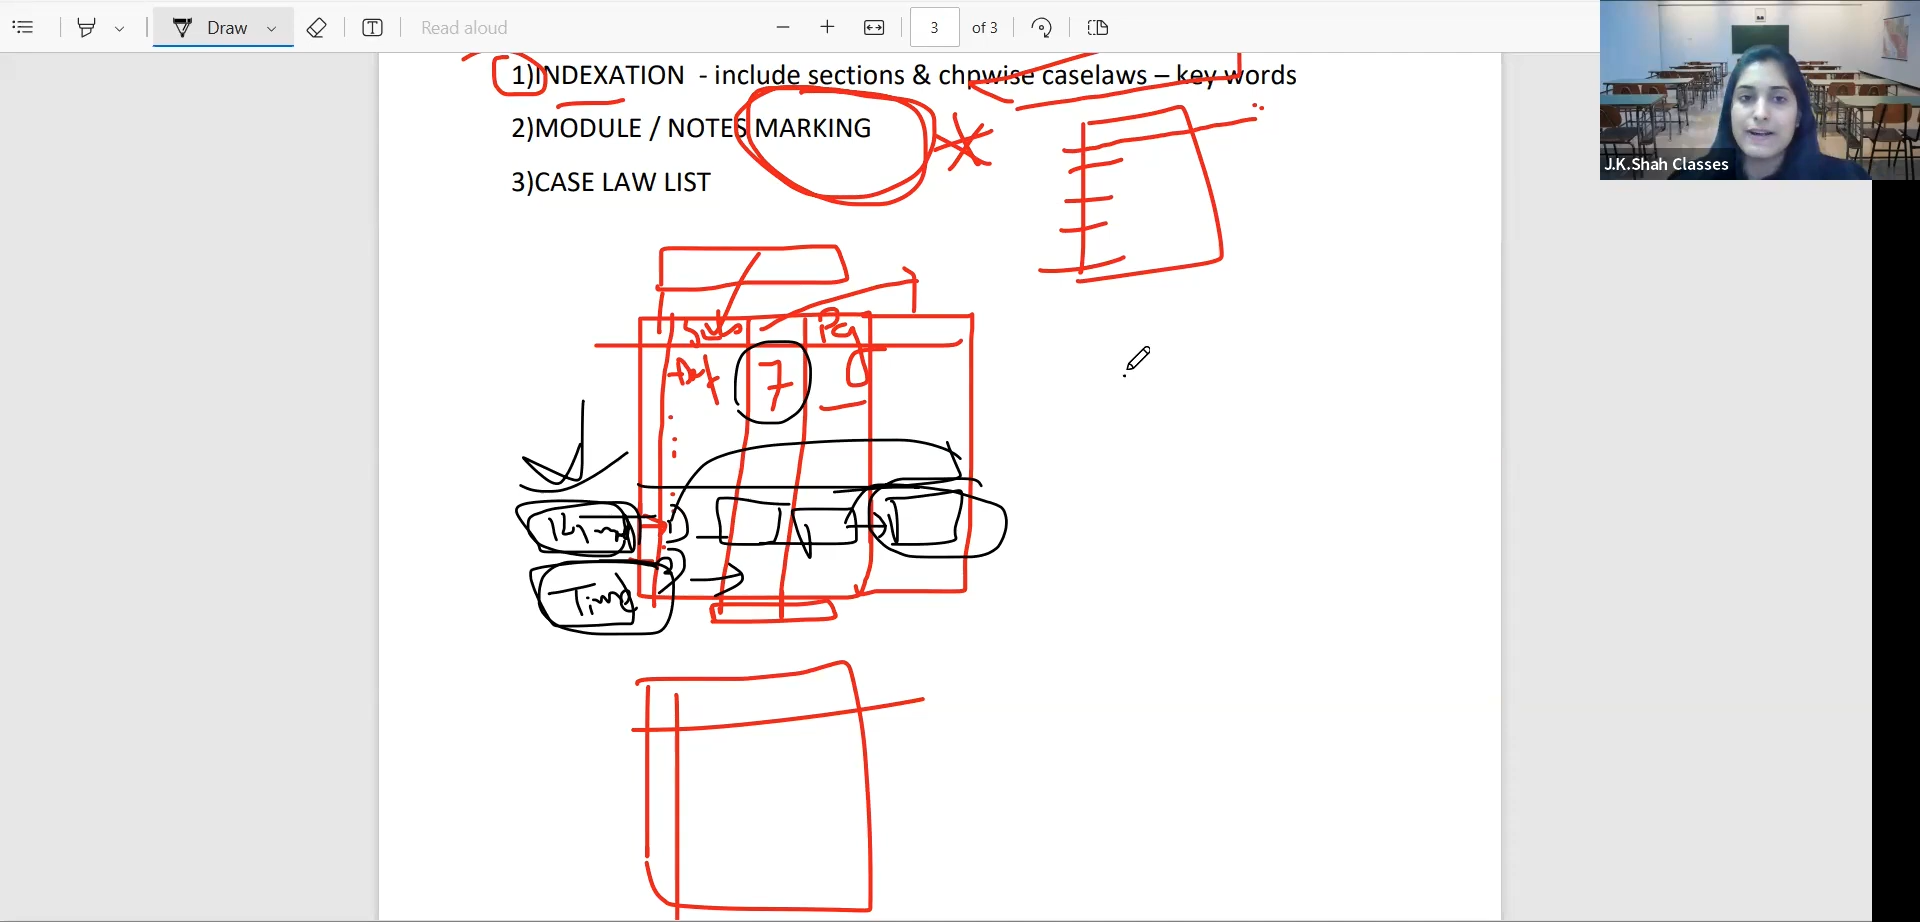 Draw
Read aloud
3 of 3
1)INDEXATION - include sections & chpwise caselaws – key words
2)MODULE / NOTES MARKING
3)CASE LAW LIST
J.K.Shah Classes
7
Time